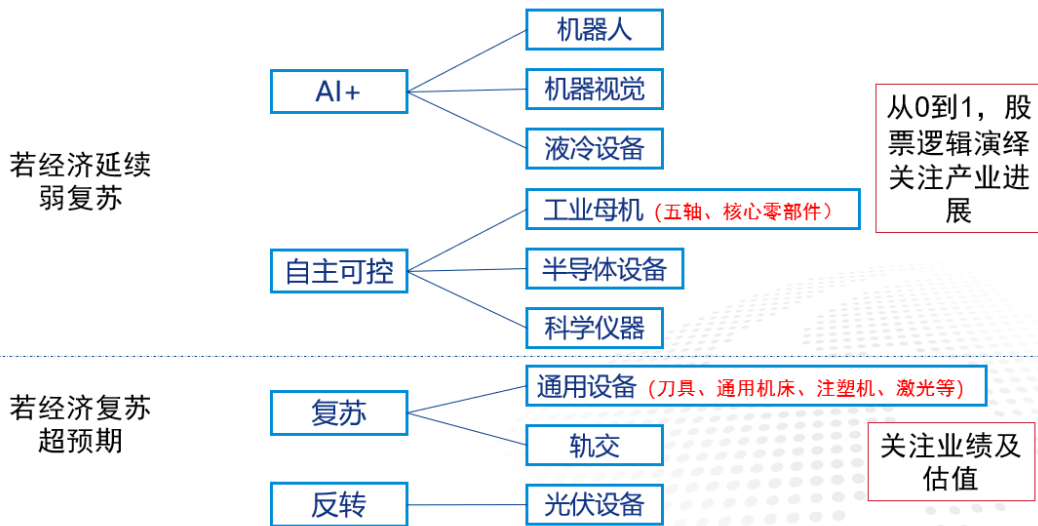 机器人
AI+
机器视觉
液冷设备
若经济延续
弱复苏
从0到1，股
票逻辑演绎
关注产业进
展
工业母机（五轴、核心零部件）
自主可控
半导体设备
科学仪器
若经济复苏
超预期
通用设备（刀具、通用机床、注塑机、激光等）
复苏
轨交
关注业绩及
估值
反转
光伏设备